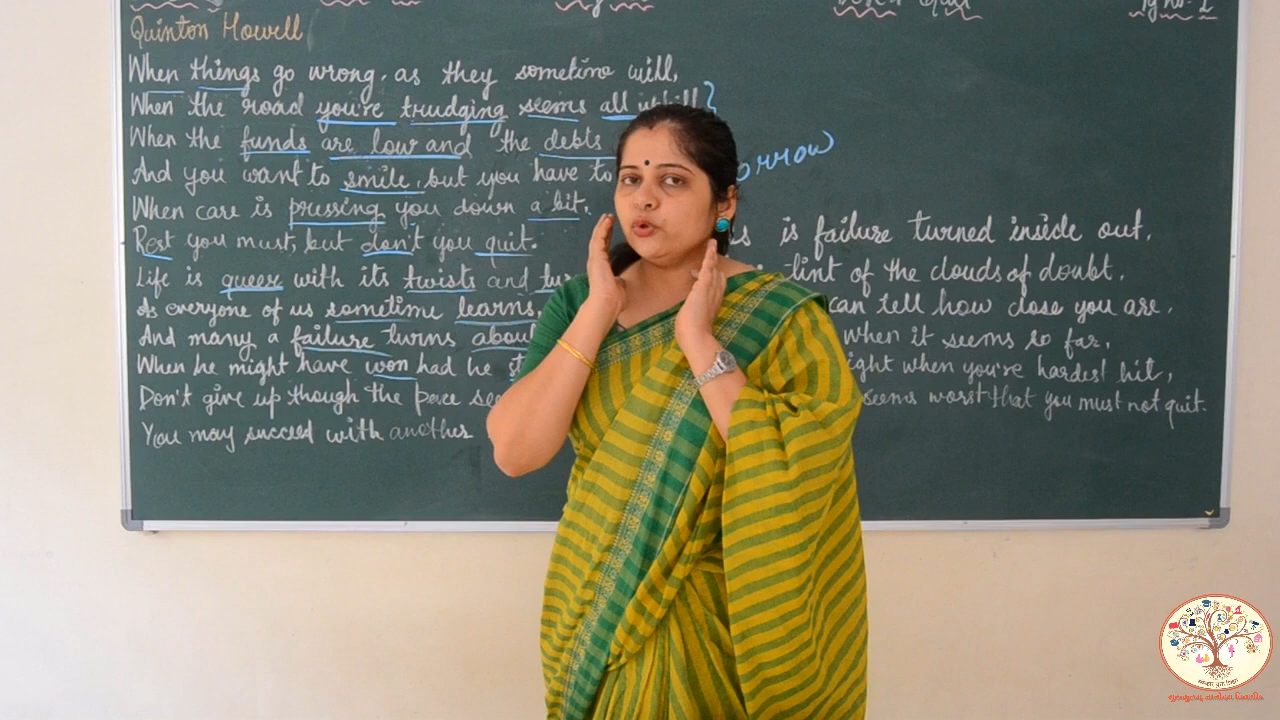 Quinton Howell
When things go wrong, as they sometime will,
When the road you're trudging seems all uphill
When the funds are low and the debts
And you want to smile, but you have to
orrow
When care is pressing you down a bit.
Rest you must, but don't you quit.
Life is queer with its twists and tur
As everyone of us sometime learns,
And many a failure turns about
When he might have won had he st
Don't give up though the pace see
You may succeed with another
is failure turned inside out.
tint of the clouds of doubt.
can tell how close you are,
when it seems so far,
ght when you're hardest hit,
seems worst that you must not quit.